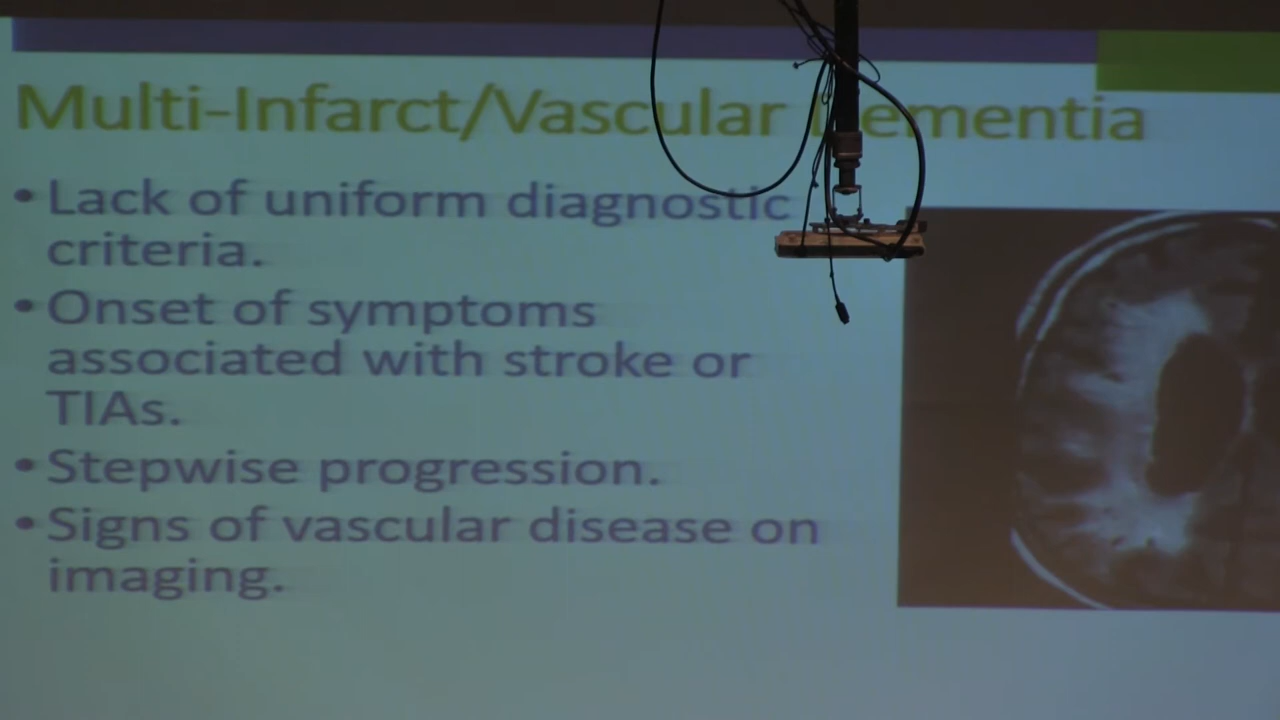 Multi-Infarct/Vascular Dementia
• Lack of uniform diagnostic
criteria.
• Onset of symptoms
associated with stroke or
TIAs.
• Stepwise progression.
• Signs of vascular disease on
imaging.